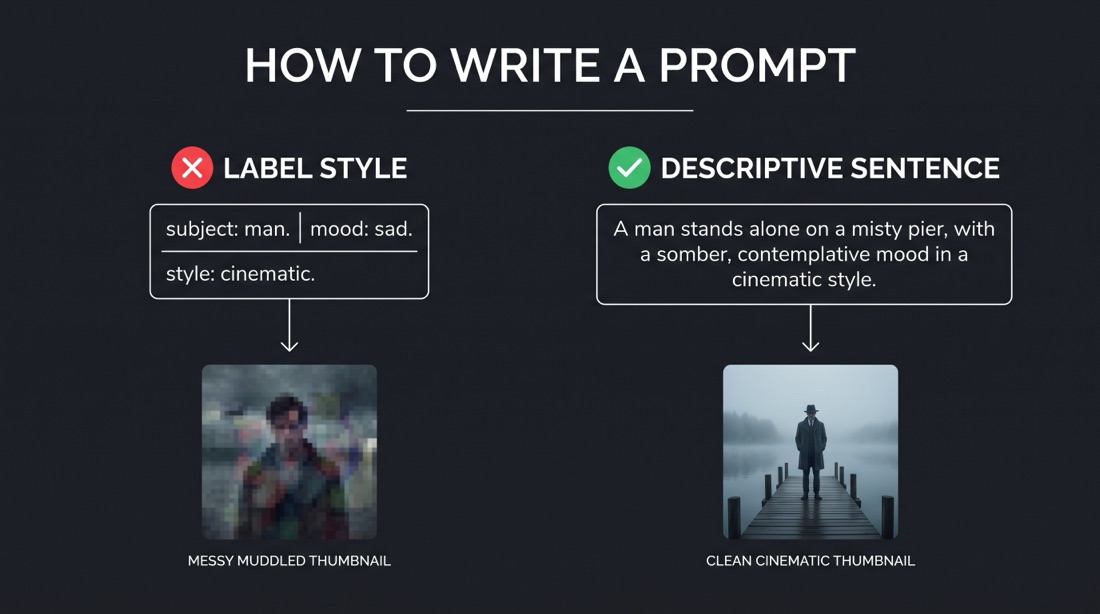 HOW TO WRITE A PROMPT
LABEL STYLE
subject: man. | mood: sad.
style: cinematic.
MESSY MUDDLED THUMBNAIL
DESCRIPTIVE SENTENCE
A man stands alone on a misty pier, with
a somber, contemplative mood in a
cinematic style.
CLEAN CINEMATIC THUMBNAIL